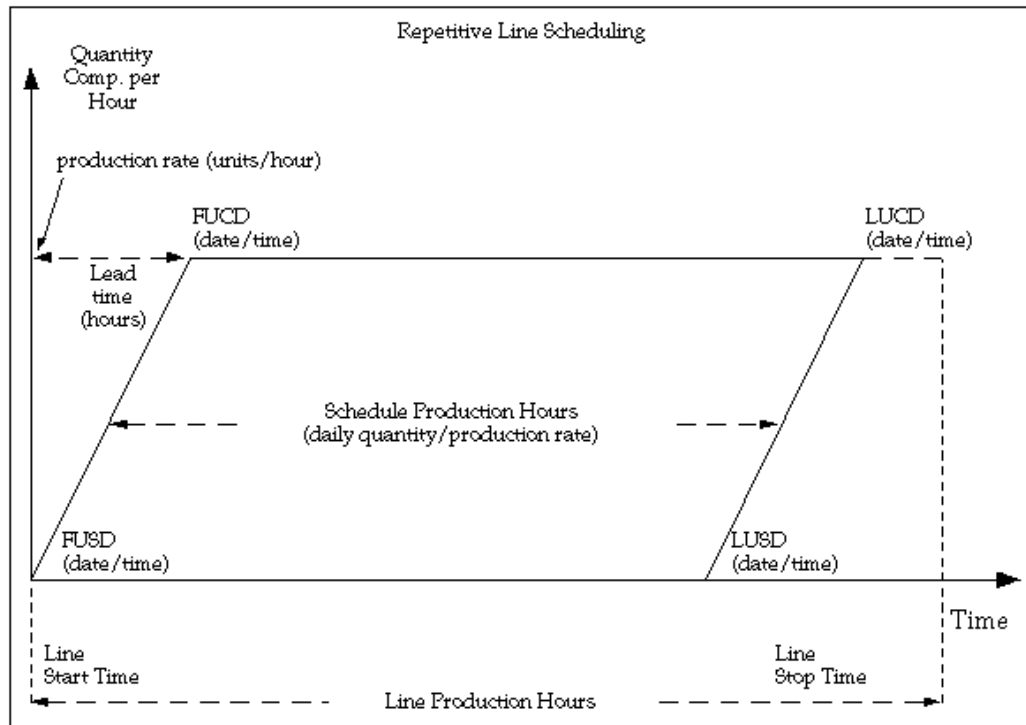 Repetitive Line Scheduling
Quantity
Comp. per
Hour
production rate (units/hour)
FUCD
(date/time)
LUCD
(date/time)
Lead
time
(hours)
Schedule Production Hours
(daily quantity/production rate)
FUSD
(date/time)
LUSD
(date/time)
Time
Line
Start Time
Line
Stop Time
Line Production Hours